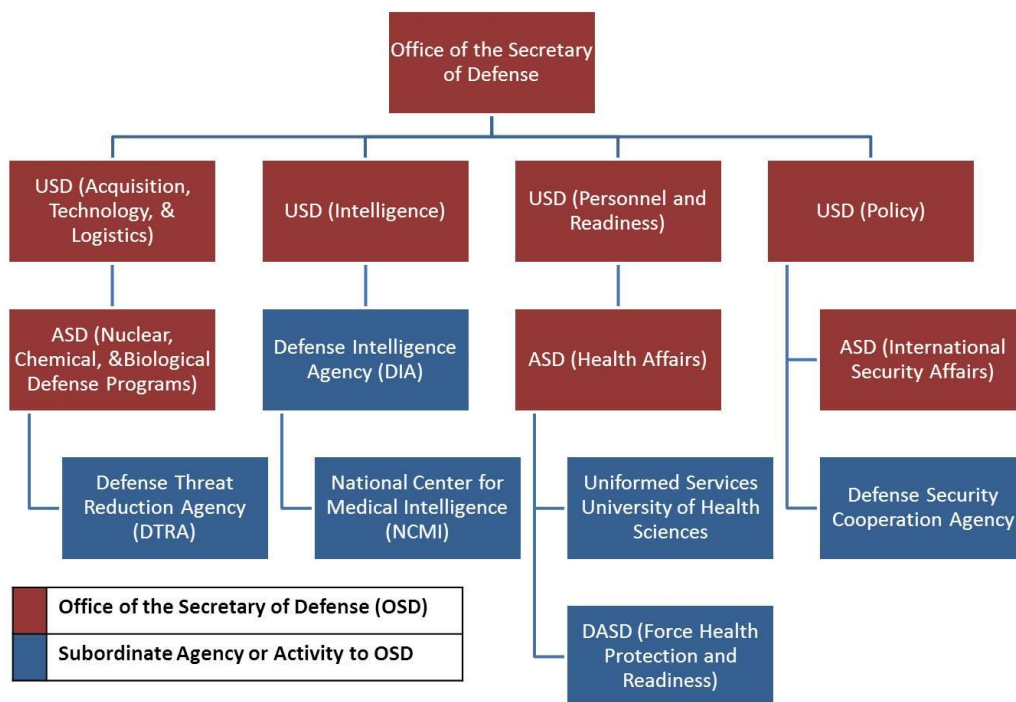 Office of the Secretary
of Defense
USD (Acquisition,
Technology, &
Logistics)
USD (Intelligence)
USD (Personnel and
Readiness)
USD (Policy)
ASD (Nuclear,
Chemical, &Biological
Defense Programs)
Defense Intelligence
Agency (DIA)
ASD (Health Affairs)
ASD (International
Security Affairs)
Defense Threat
Reduction Agency
(DTRA)
National Center for
Medical Intelligence
(NCMI)
Uniformed Services
University of Health
Sciences
Defense Security
Cooperation Agency
DASD (Force Health
Protection and
Readiness)
Office of the Secretary of Defense (OSD)
Subordinate Agency or Activity to OSD